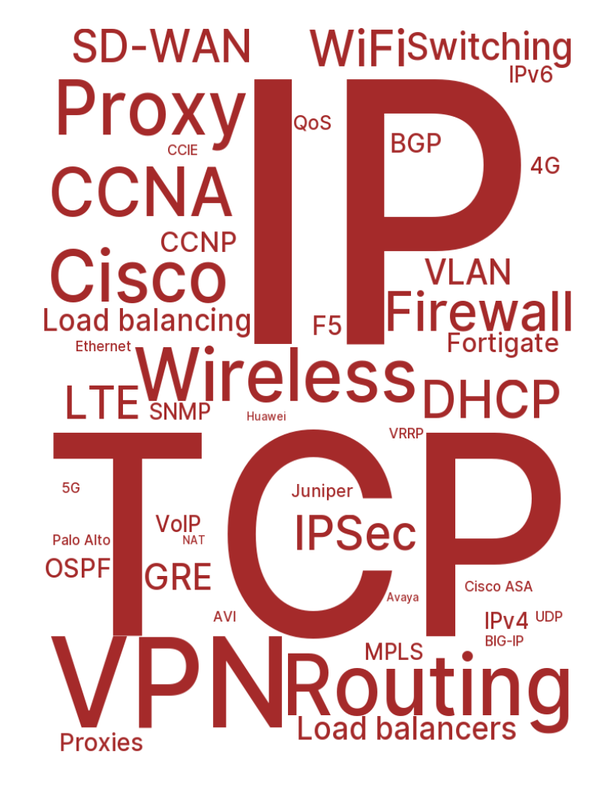 SD-WAN
WiFi
Switching
IPv6
Proxy
IP
QoS
BGP
CCIE
4G
CCNA
CCNP
Cisco
VLAN
Load balancing
F5
Firewall
Fortigate
Ethernet
Wireless
LTE
SNMP
Huawei
DHCP
VRRP
TCP
5G
Juniper
VoIP
IPSec
Palo Alto
NAT
OSPF
GRE
Cisco ASA
Avaya
AVI
IPv4
UDP
BIG-IP
VPN
MPLS
Routing
Load balancers
Proxies